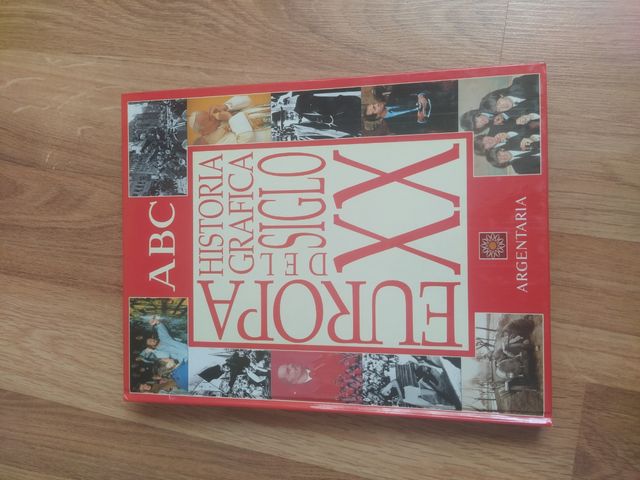 ABC
EUROPA
HISTORIA
GRAFICA
DEL SIGLO
XX
ARGENTARIA